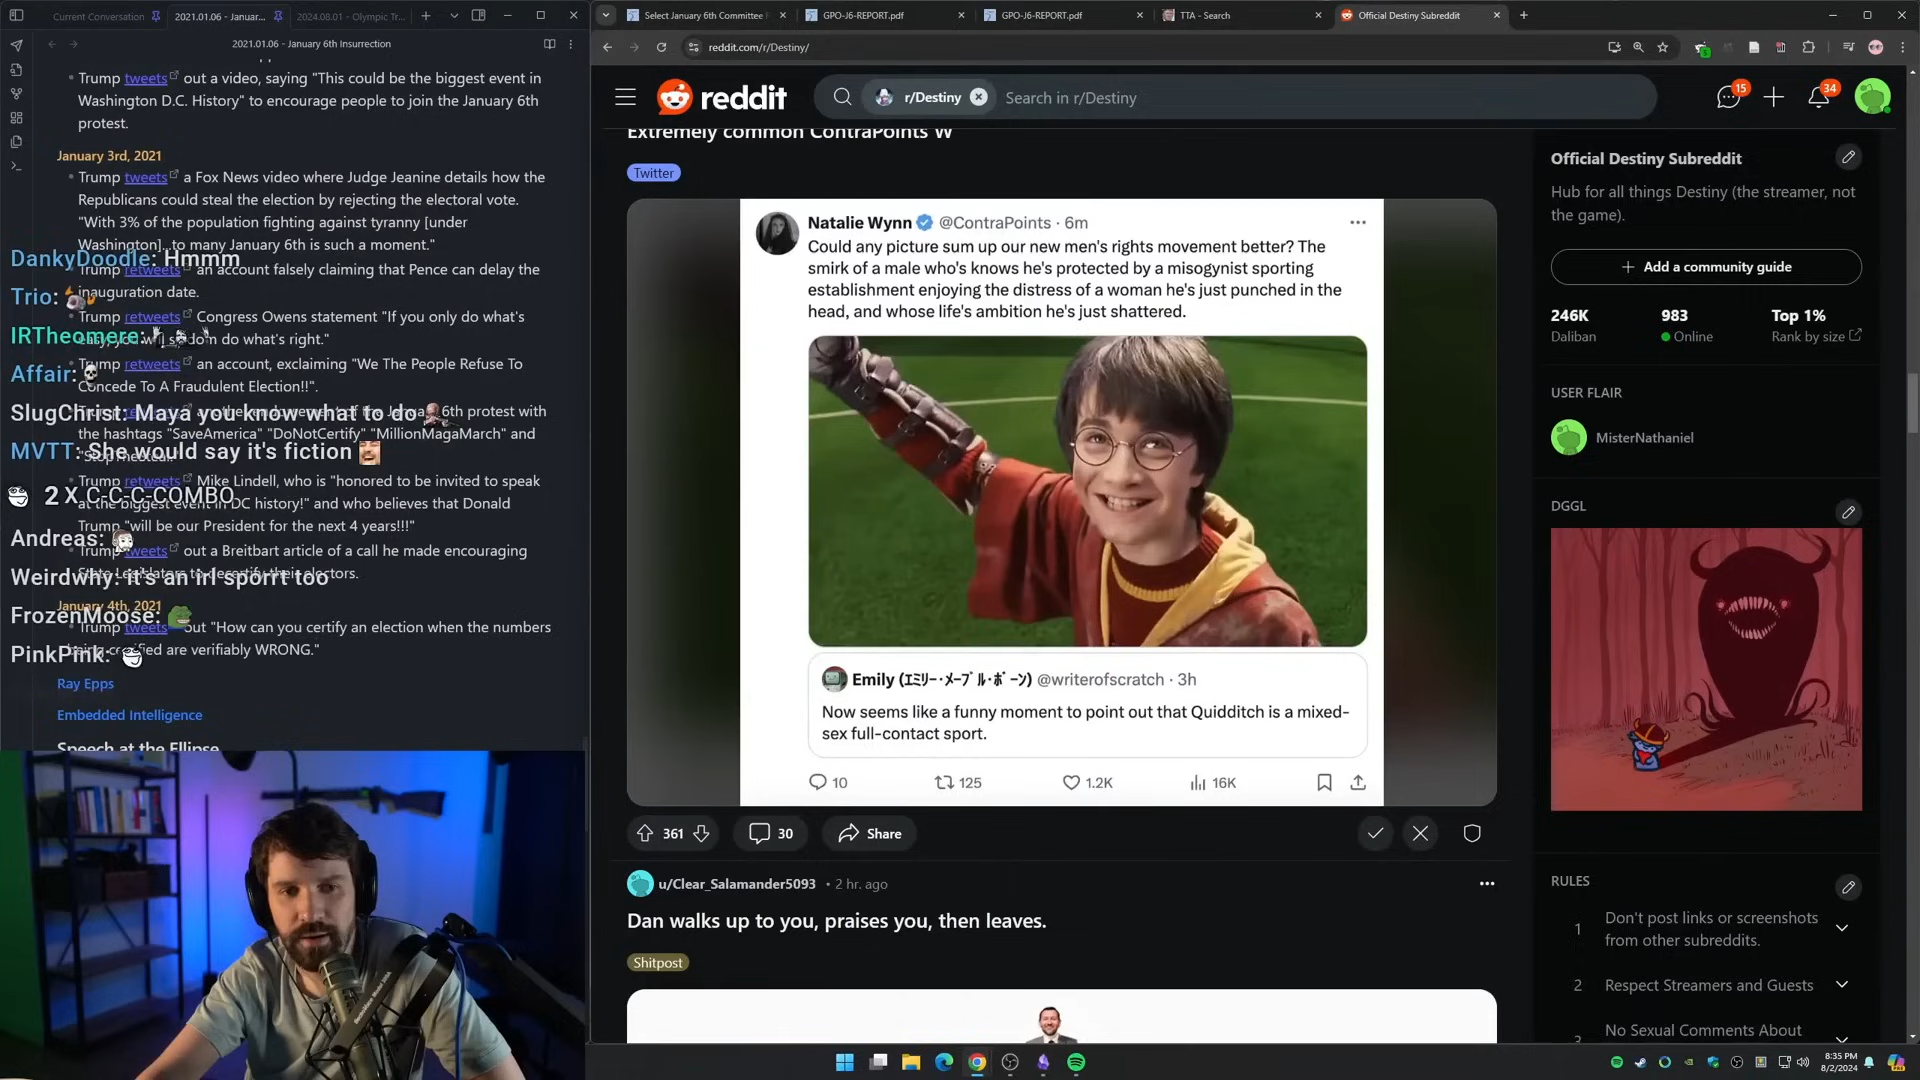 Current Conversation
2021.01.06 - Januar...
2024.08.01 - Olympic Tr...
2021.01.06 - January 6th Insurrection
Trump tweets out a video, saying "This could be the biggest event in
Washington D.C. History" to encourage people to join the January 6th
protest.
January 3rd, 2021
Trump tweets a Fox News video where Judge Jeanine details how the
Republicans could steal the election by rejecting the electoral vote.
"With 3% of the population fighting against tyranny [under
Washington]...to many January 6th is such a moment."
Trump retweets an account falsely claiming that Pence can delay the
inauguration date.
Trump retweets Congress Owens statement "If you only do what's
easy, you will seldom do what's right."
Trump retweets an account, exclaiming "We The People Refuse To
Concede To A Fraudulent Election!!".
6th protest with
the hashtags "SaveAmerica" "DoNotCertify" "MillionMagaMarch" and
Trump retweets Mike Lindell, who is "honored to be invited to speak
at the biggest event in DC history!" and who believes that Donald
Trump "will be our President for the next 4 years!!!"
Trump tweets out a Breitbart article of a call he made encouraging
State Legislators to decertify their electors.
January 4th, 2021
Trump tweets out "How can you certify an election when the numbers
being certified are verifiably WRONG."
Ray Epps
Embedded Intelligence
Speech at the Ellipse
DankyDoodle: Hmmm
Trio:
IRTheomere:
Affair:
SlugChrist: Maya you know what to do
MVTT: She would say it's fiction
2 X C-C-C-COMBO
Andreas:
Weirdwhy: it's an irl sporrt too
FrozenMoose:
PinkPink:
Select January 6th Committee F
GPO-J6-REPORT.pdf
GPO-J6-REPORT.pdf
TTA - Search
Official Destiny Subreddit
reddit.com/r/Destiny/
reddit
r/Destiny
Search in r/Destiny
15
34
Extremely common ContraPoints W
Twitter
Natalie Wynn @ContraPoints · 6m
Could any picture sum up our new men's rights movement better? The
smirk of a male who's knows he's protected by a misogynist sporting
establishment enjoying the distress of a woman he's just punched in the
head, and whose life's ambition he's just shattered.
Emily (エミリー・メープル・ボーン) @writerofscratch · 3h
Now seems like a funny moment to point out that Quidditch is a mixed-
sex full-contact sport.
10
125
1.2K
16K
361
30
Share
u/Clear_Salamander5093 • 2 hr. ago
Dan walks up to you, praises you, then leaves.
Shitpost
Official Destiny Subreddit
Hub for all things Destiny (the streamer, not
the game).
Add a community guide
246K
983
Top 1%
Daliban
Online
Rank by size
USER FLAIR
MisterNathaniel
DGGL
RULES
1
Don't post links or screenshots
from other subreddits.
2
Respect Streamers and Guests
No Sexual Comments About
8:35 PM
8/2/2024